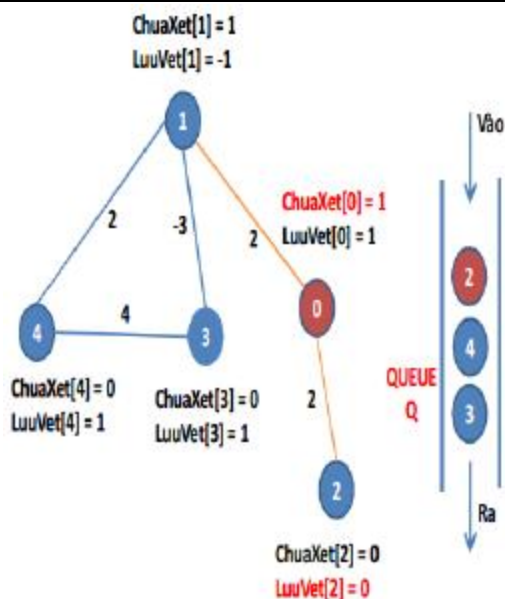 ChuaXet[1] = 1
LuuVet[1] = -1
1
Vào
ChuaXet[0] = 1
LuuVet[0] = 1
2
-3
2
2
0
4
4
4
3
QUEUE
Q
3
ChuaXet[4] = 0
LuuVet[4] = 1
ChuaXet[3] = 0
LuuVet[3] = 1
2
2
Ra
ChuaXet[2] = 0
LuuVet[2] = 0